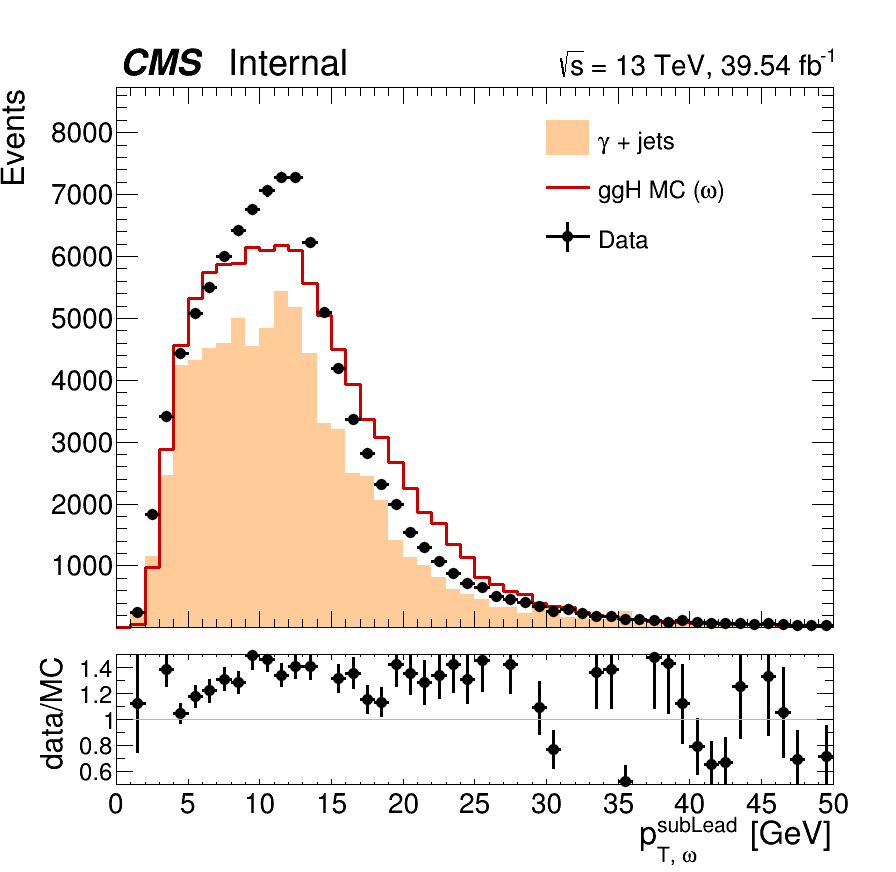 CMS Internal √s = 13 TeV, 39.54 fb⁻¹
Events
8000
7000
6000
5000
4000
3000
2000
1000
γ + jets
ggH MC (ω)
Data
data/MC
1.4
1.2
1
0.8
0.6
0 5 10 15 20 25 30 35 40 45 50
p_{T, ω}^{subLead} [GeV]